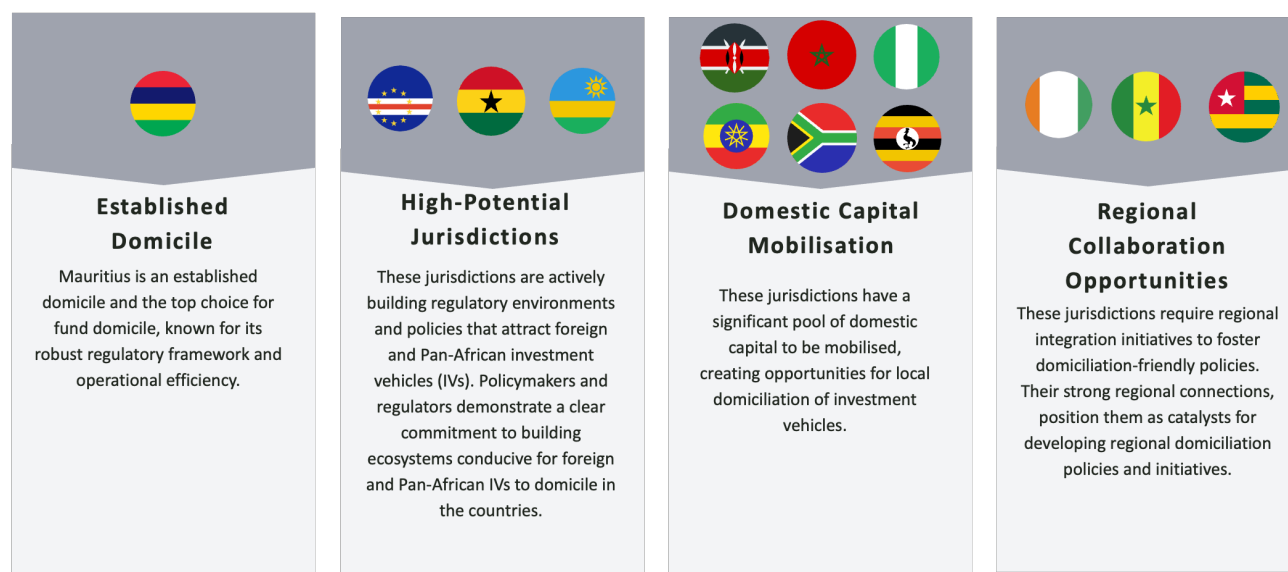 Established
Domicile
Mauritius is an established
domicile and the top choice for
fund domicile, known for its
robust regulatory framework and
operational efficiency.
High-Potential
Jurisdictions
These jurisdictions are actively
building regulatory environments
and policies that attract foreign
and Pan-African investment
vehicles (IVs). Policymakers and
regulators demonstrate a clear
commitment to building
ecosystems conducive for foreign
and Pan-African IVs to domicile in
the countries.
Domestic Capital
Mobilisation
These jurisdictions have a
significant pool of domestic
capital to be mobilised,
creating opportunities for local
domiciliation of investment
vehicles.
Regional
Collaboration
Opportunities
These jurisdictions require regional
integration initiatives to foster
domiciliation-friendly policies.
Their strong regional connections,
position them as catalysts for
developing regional domiciliation
policies and initiatives.